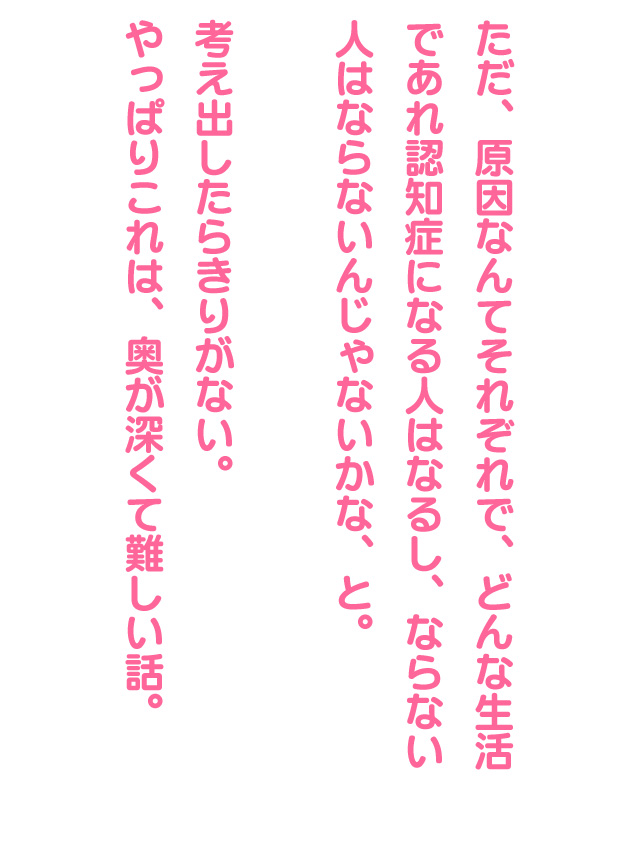 ただ、原因なんてそれぞれで、どんな生活
であれ認知症になる人はなるし、ならない
人はならないんじゃないかな、と。
考え出したらきりがない。
やっぱりこれは、奥が深くて難しい話。